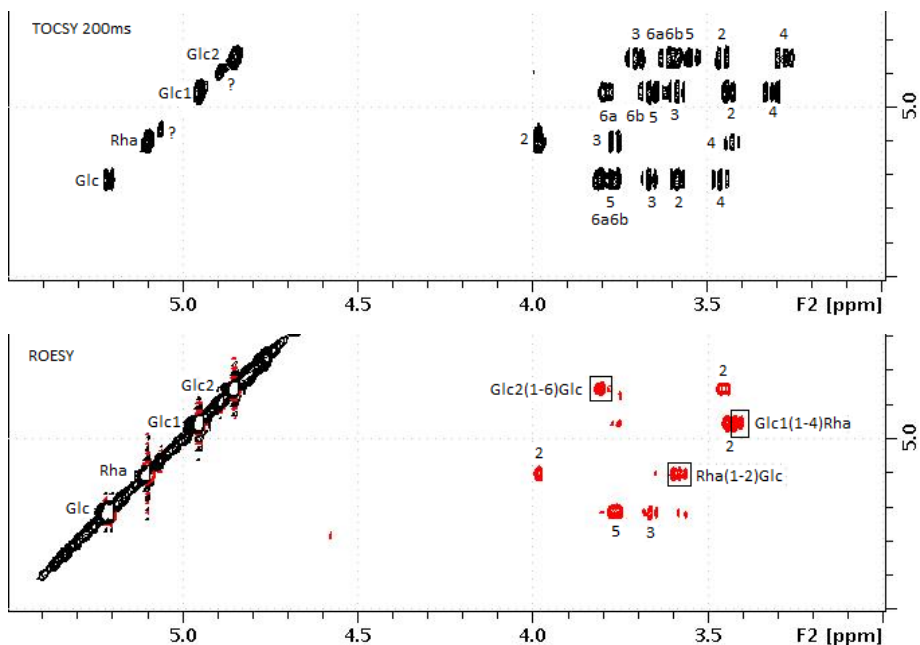 TOCSY 200ms
3 6a6b 5 2 4
Glc2
?
Glc1
6a 6b 5 3 2 4
5.0
?
Rha
2 3 4
Glc
5 3 2 4
6a6b
5.0 4.5 4.0 3.5 F2 [ppm]
ROESY
Glc2 Glc2(1-6)Glc 2
Glc1 Glc1(1-4)Rha
2 5.0
Rha 2 Rha(1-2)Glc
Glc
5 3
5.0 4.5 4.0 3.5 F2 [ppm]